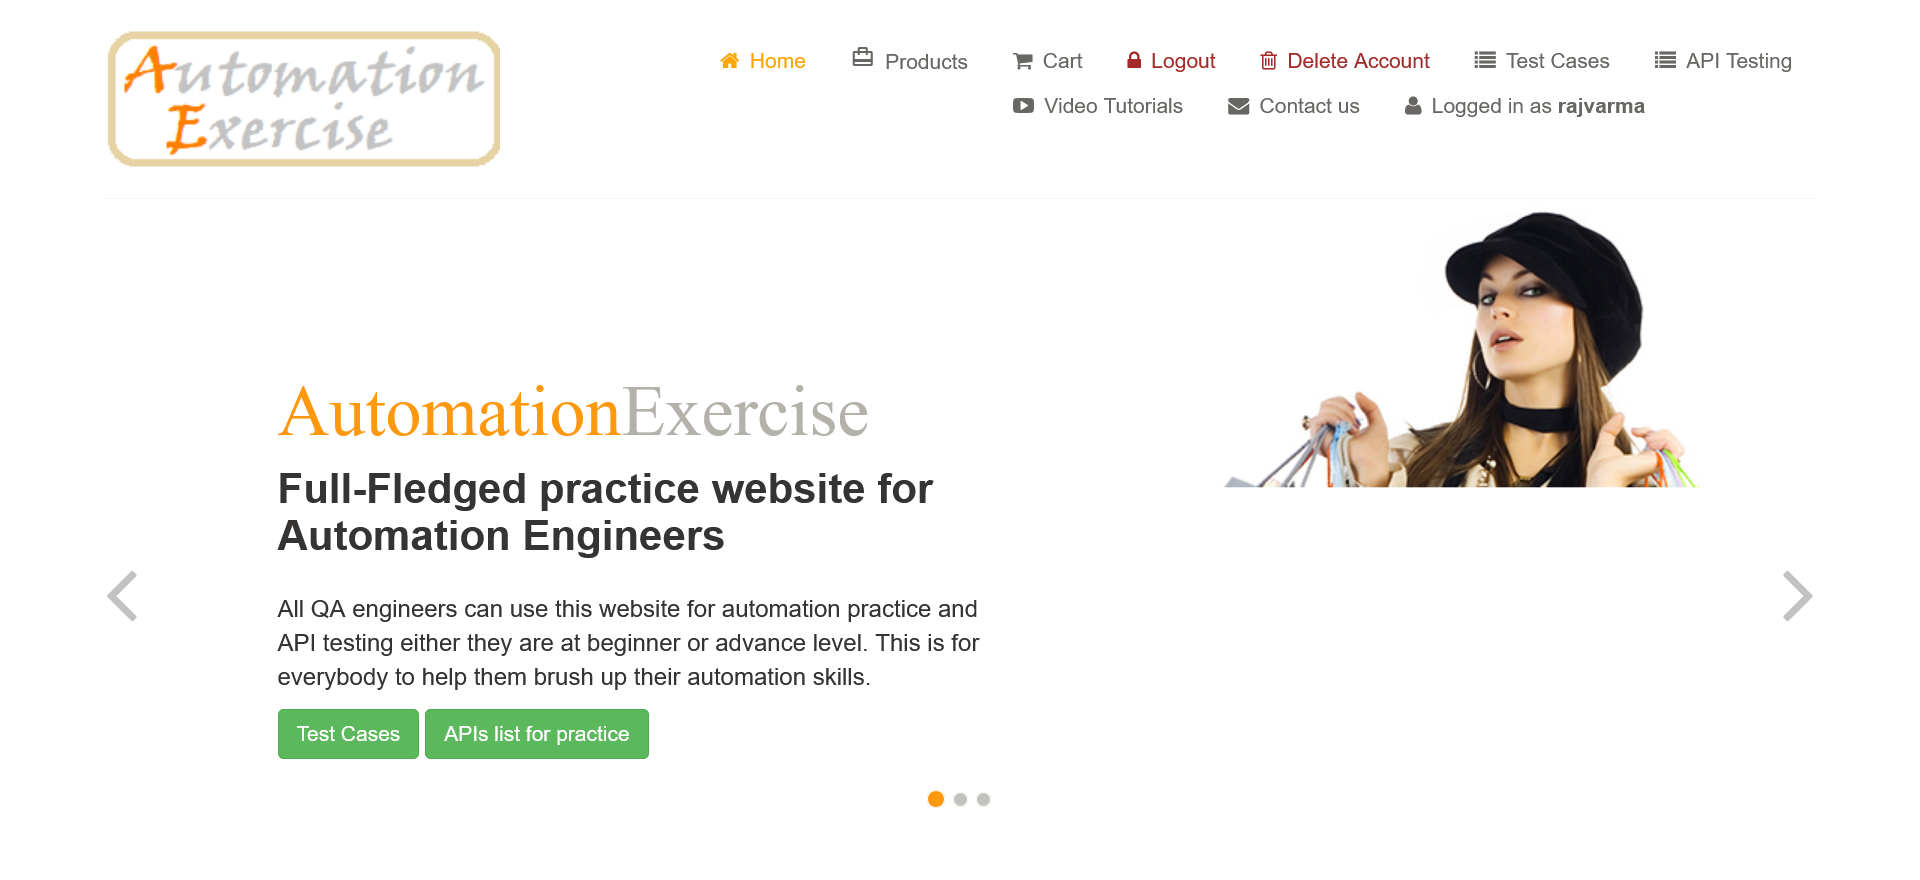 Automation
Exercise
Home Products Cart Logout Delete Account Test Cases API Testing
Video Tutorials Contact us Logged in as rajvarma
AutomationExercise
Full-Fledged practice website for
Automation Engineers
All QA engineers can use this website for automation practice and
API testing either they are at beginner or advance level. This is for
everybody to help them brush up their automation skills.
Test Cases APIs list for practice